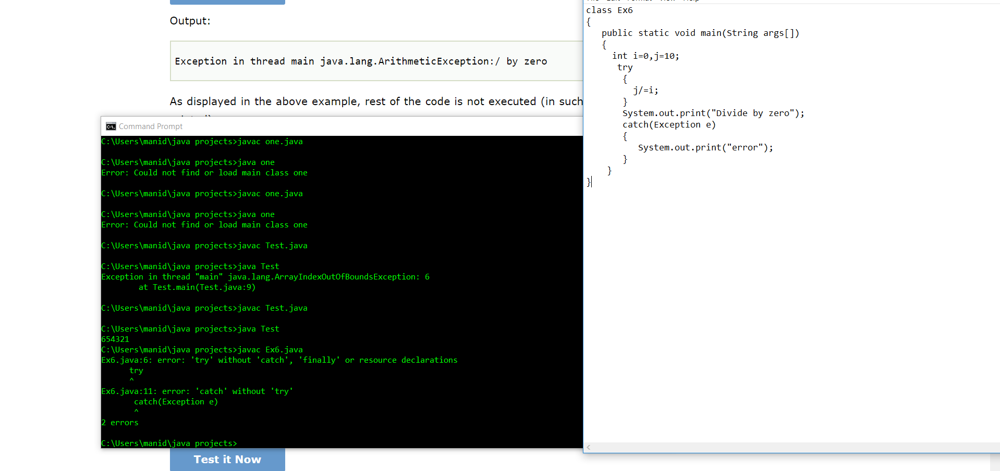 Output:
Exception in thread main java.lang.ArithmeticException:/ by zero
As displayed in the above example, rest of the code is not executed (in such
Command Prompt
C:\Users\manid\java projects>javac one.java
C:\Users\manid\java projects>java one
Error: Could not find or load main class one
C:\Users\manid\java projects>javac one.java
C:\Users\manid\java projects>java one
Error: Could not find or load main class one
C:\Users\manid\java projects>javac Test.java
C:\Users\manid\java projects>java Test
Exception in thread "main" java.lang.ArrayIndexOutOfBoundsException: 6
        at Test.main(Test.java:9)
C:\Users\manid\java projects>javac Test.java
C:\Users\manid\java projects>java Test
654321
C:\Users\manid\java projects>javac Ex6.java
Ex6.java:6: error: 'try' without 'catch', 'finally' or resource declarations
      try
      ^
Ex6.java:11: error: 'catch' without 'try'
       catch(Exception e)
       ^
2 errors
C:\Users\manid\java projects>
Test it Now
class Ex6
{
   public static void main(String args[])
   {
     int i=0,j=10;
      try
       {
         j/=i;
       }
       System.out.print("Divide by zero");
       catch(Exception e)
       {
          System.out.print("error");
       }
    }
}